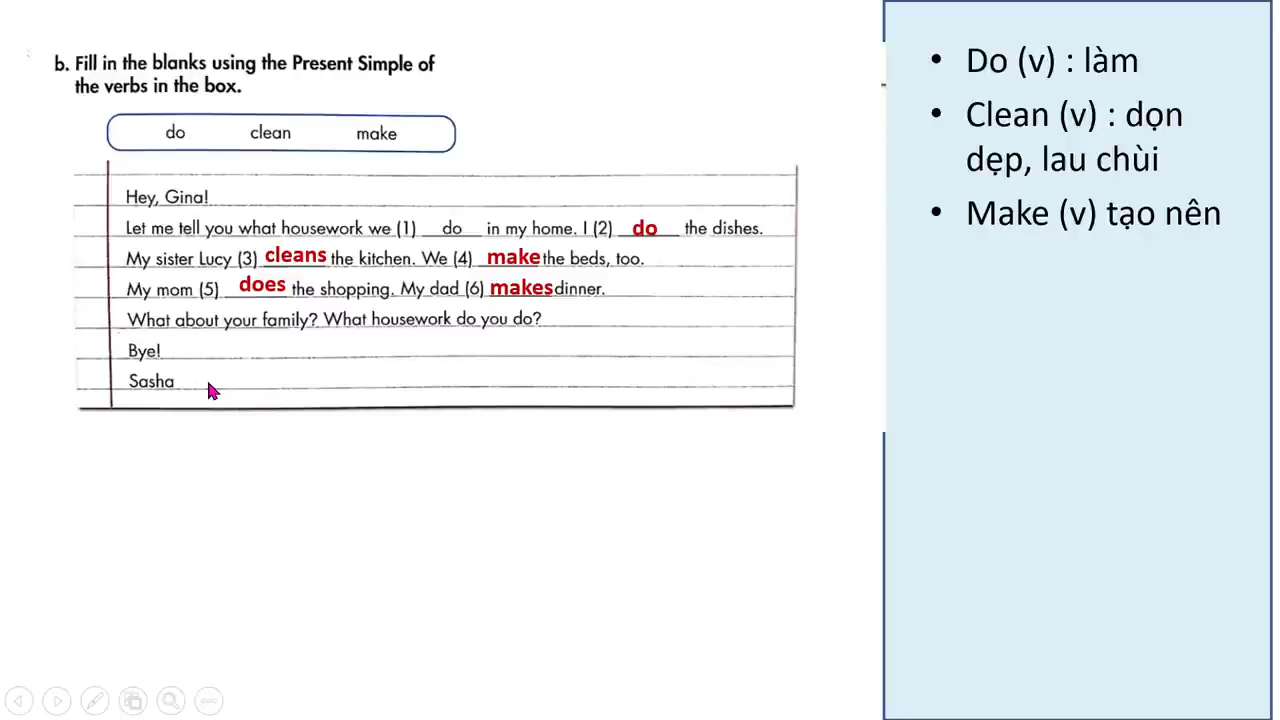 b. Fill in the blanks using the Present Simple of
the verbs in the box.
do clean make
Hey, Gina!
Let me tell you what housework we (1) do in my home. I (2) do the dishes.
My sister Lucy (3) cleans the kitchen. We (4) make the beds, too.
My mom (5) does the shopping. My dad (6) makes dinner.
What about your family? What housework do you do?
Bye!
Sasha
• Do (v) : làm
• Clean (v) : dọn
dẹp, lau chùi
• Make (v) tạo nên